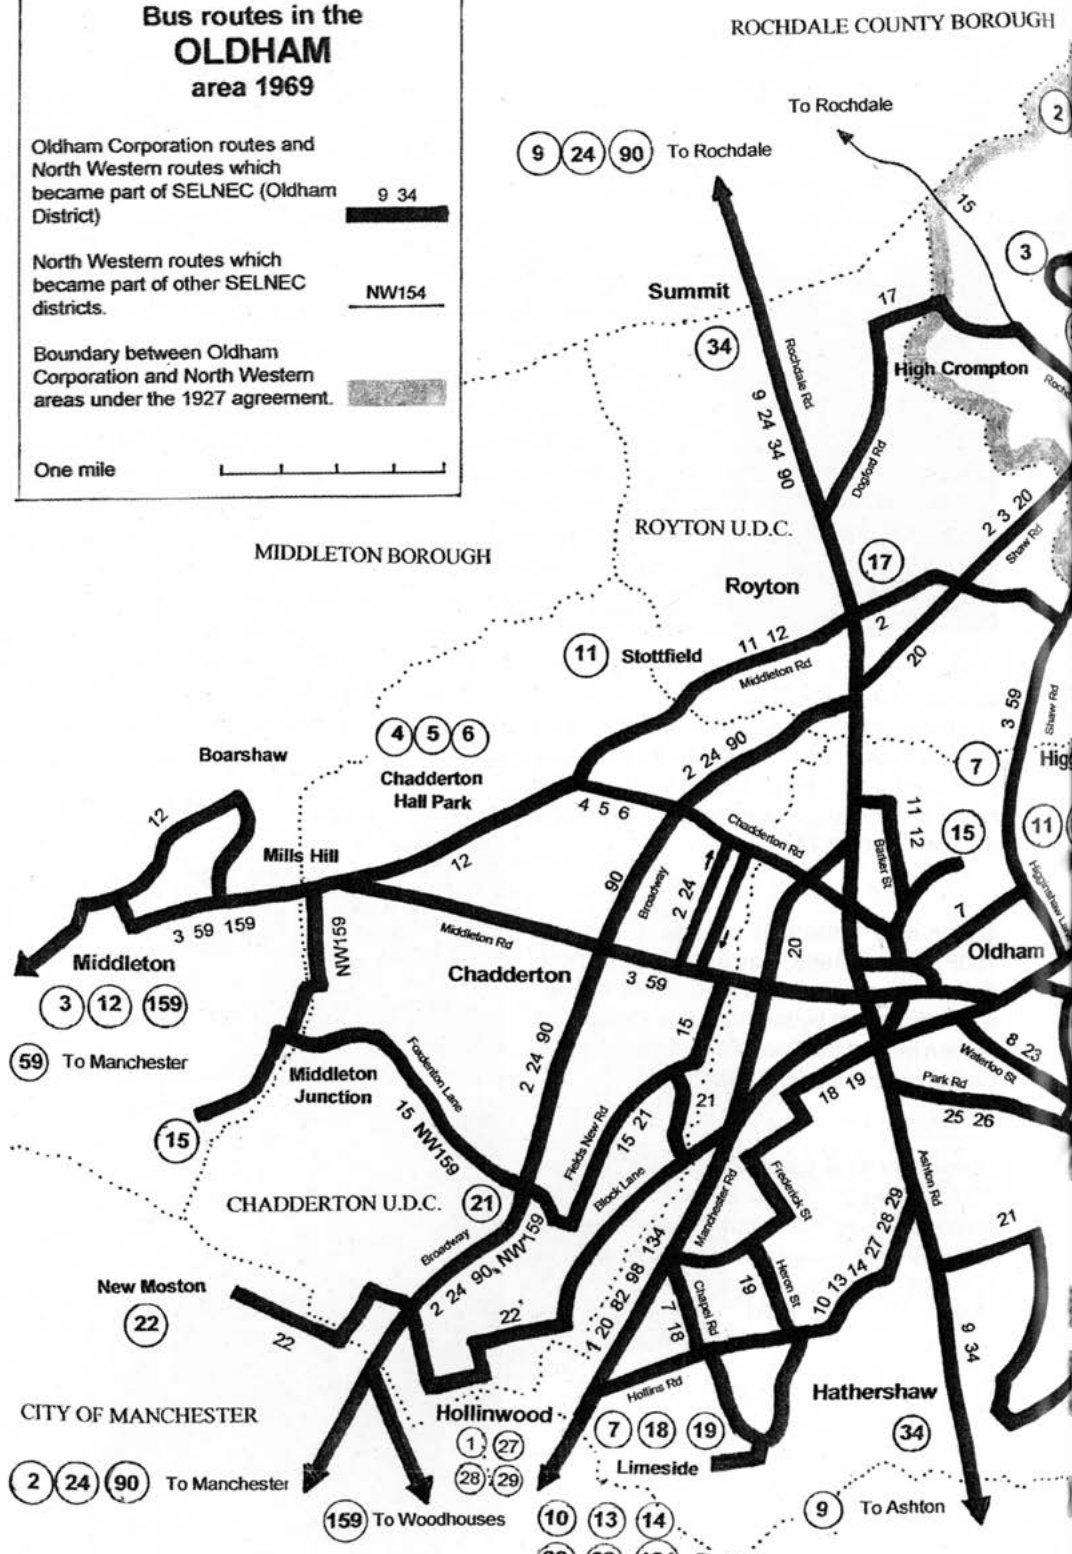 Bus routes in the
OLDHAM
area 1969
Oldham Corporation routes and
North Western routes which
became part of SELNEC (Oldham
District)
9 34
North Western routes which
became part of other SELNEC
districts.
NW154
Boundary between Oldham
Corporation and North Western
areas under the 1927 agreement.
One mile
ROCHDALE COUNTY BOROUGH
To Rochdale
2
9 24 90 To Rochdale
15
3
Summit
34
17
High Crompton
Rochdale Rd
9 24 34 90
Dogford Rd
ROYTON U.D.C.
2 3 20
Shaw Rd
MIDDLETON BOROUGH
17
Royton
2
11 12
11 Stottfield
Middleton Rd
20
3 59
Shaw Rd
4 5 6
Chadderton
Hall Park
Boarshaw
2 24 90
7
4 5 6
Chadderton Rd
11 12
15
11
Barker St
12
Mills Hill
12
90
Broadway
2 24
7
Higginshaw Lane
3 59 159
NW159
Middleton Rd
20
Oldham
Middleton
3 12 159
Chadderton
3 59
59 To Manchester
15
8 23
Waterloo St
Middleton
Junction
Foxdenton Lane
2 24 90
21
18 19
Park Rd
25 26
15
15 NW159
Fields New Rd
15 21
Block Lane
Manchester Rd
Frederick St
Ashton Rd
CHADDERTON U.D.C.
21
21
Broadway
2 24 90 NW159
1 20 82 98 134
19
Heron St
10 13 14 27 28 29
Chapel Rd
7 18
New Moston
22
22
22
9 34
Hollins Rd
Hathershaw
34
CITY OF MANCHESTER
Hollinwood
1 27
28 29
7 18 19
Limeside
2 24 90 To Manchester
159 To Woodhouses
10 13 14
9 To Ashton